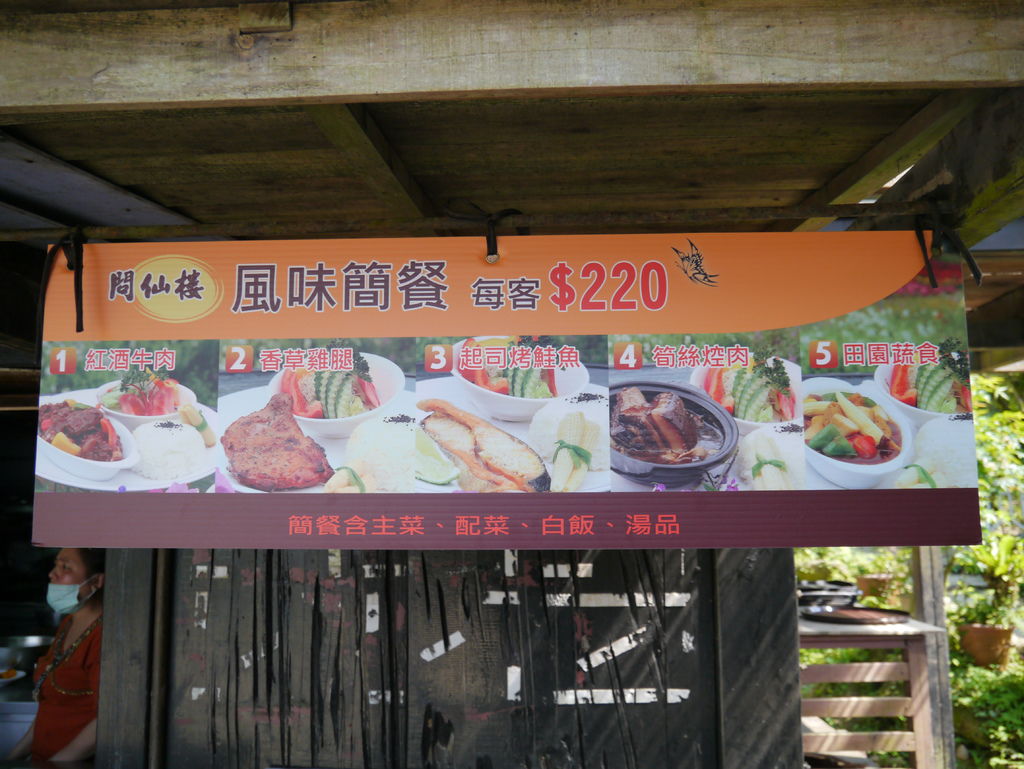 問仙楼 風味簡餐 每客$220
1 紅酒牛肉 2 香草雞腿 3 起司烤鮭魚 4 筍絲焢肉 5 田園蔬食
簡餐含主菜、配菜、白飯、湯品